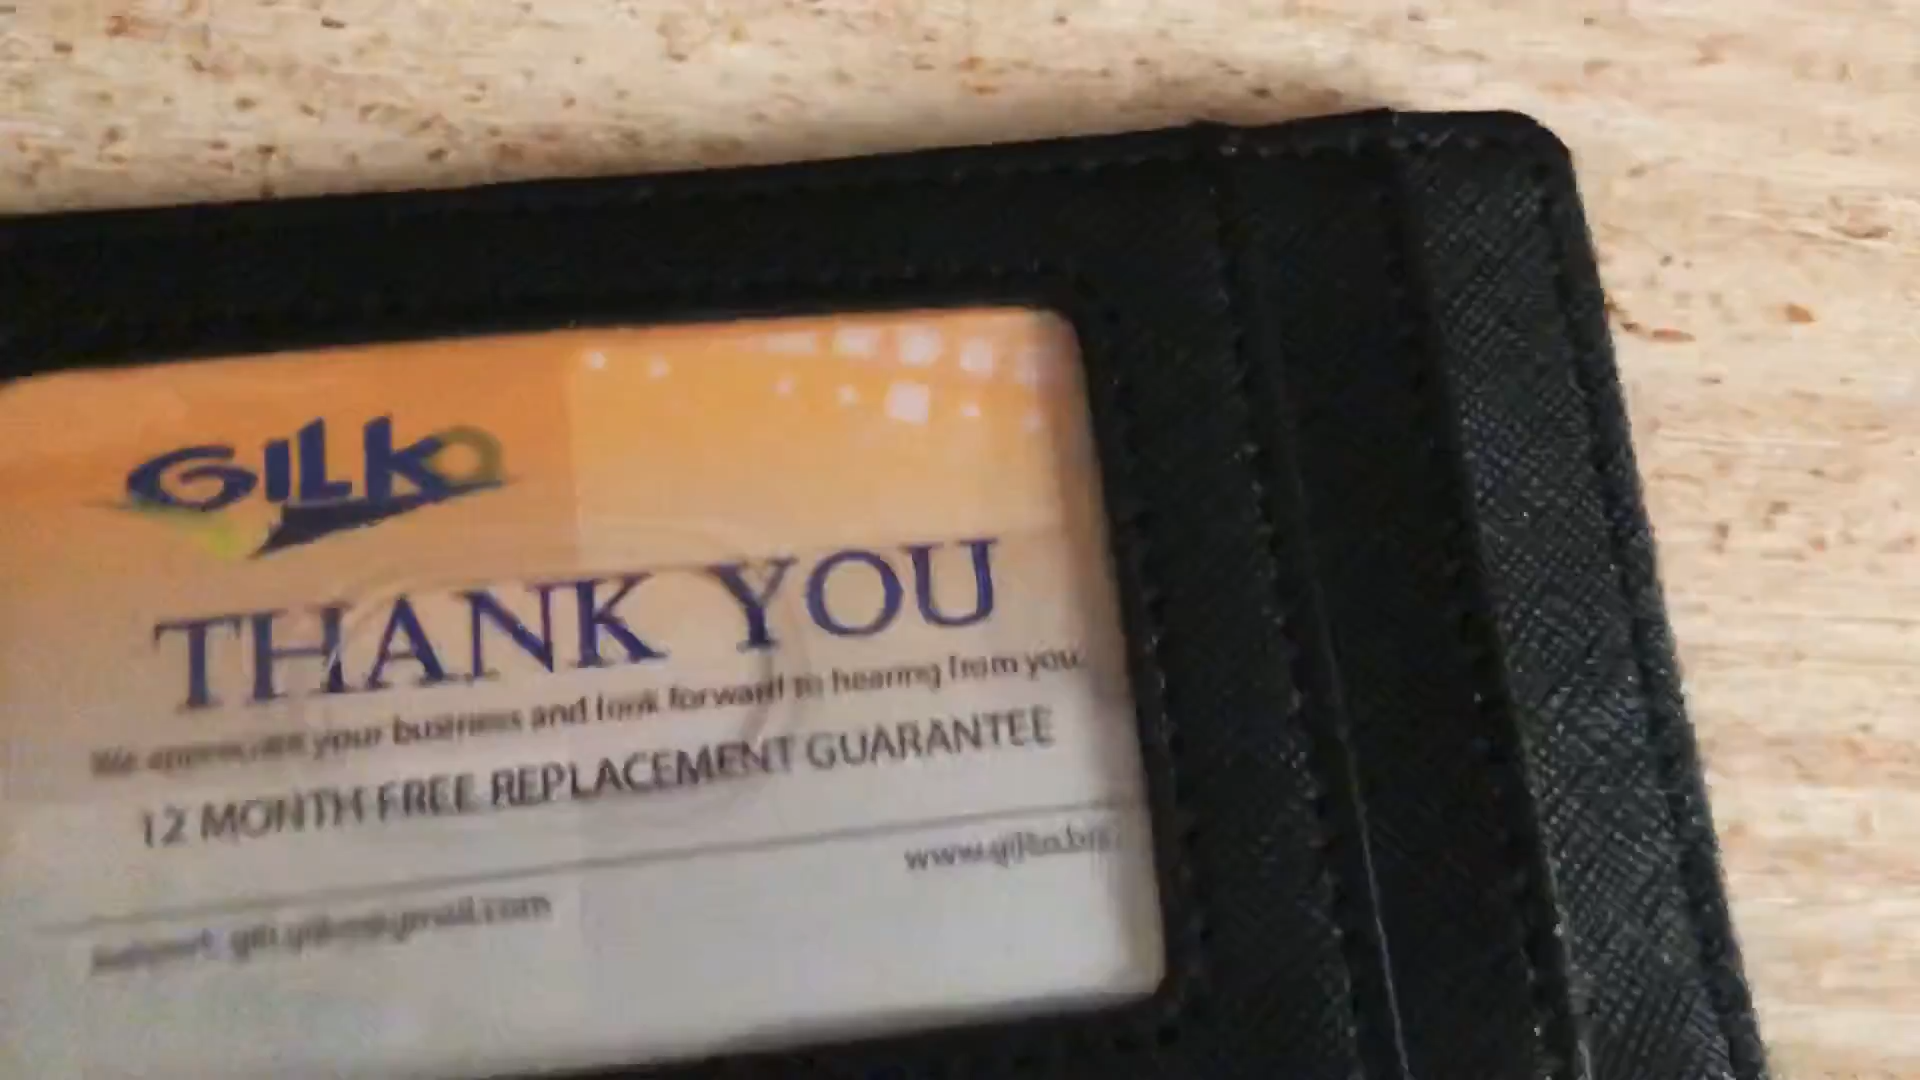 GILKO
THANK YOU
We appreciate your business and look forward to hearing from you.
12 MONTH FREE REPLACEMENT GUARANTEE